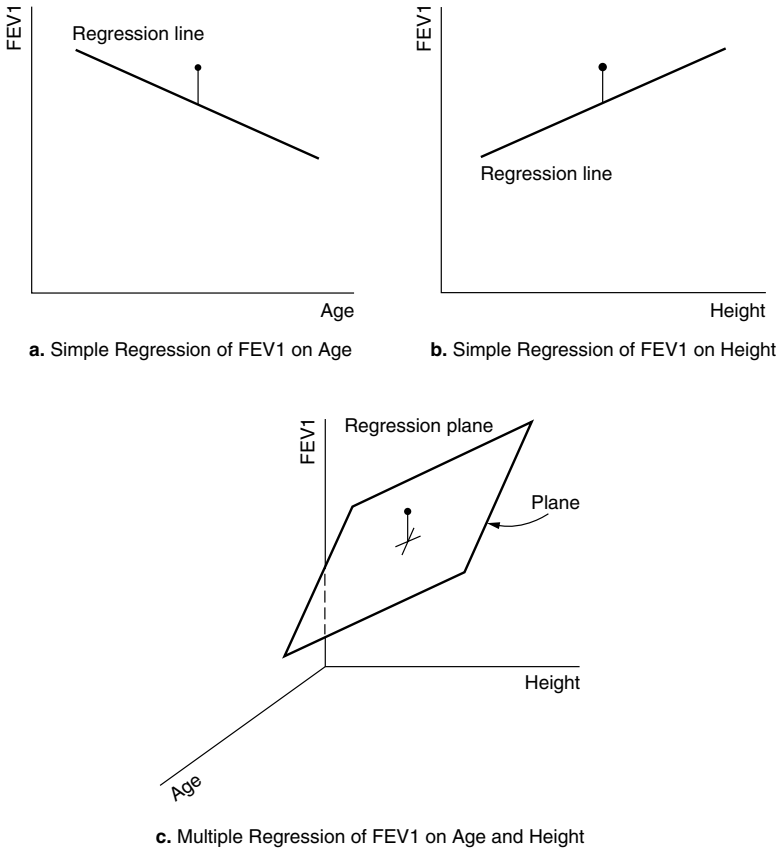 FEV1
Regression line
Age
a. Simple Regression of FEV1 on Age
FEV1
Regression line
Height
b. Simple Regression of FEV1 on Height
FEV1
Regression plane
Plane
Height
Age
c. Multiple Regression of FEV1 on Age and Height